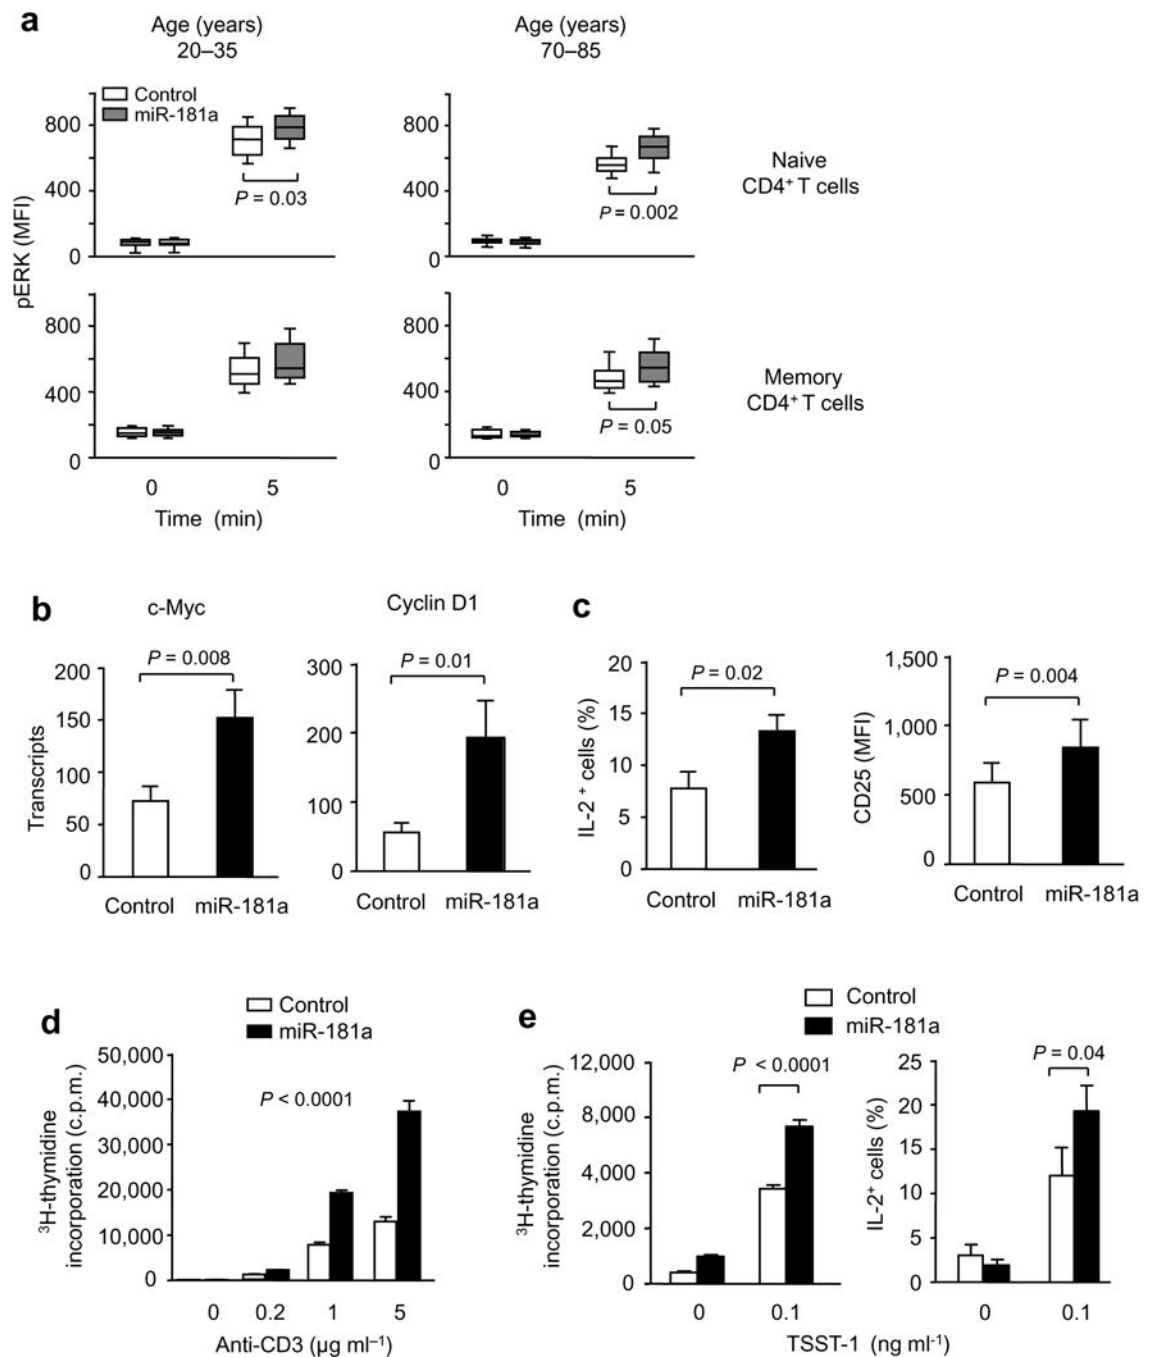 a
Age (years)
20–35
Age (years)
70–85
Control
miR-181a
pERK (MFI)
800
400
0
P = 0.03
800
400
0
P = 0.002
Naive
CD4⁺ T cells
800
400
0
800
400
0
P = 0.05
Memory
CD4⁺ T cells
0
5
Time (min)
0
5
Time (min)
b
c-Myc
Cyclin D1
Transcripts
200
150
100
50
0
P = 0.008
Control
miR-181a
300
200
100
0
P = 0.01
Control
miR-181a
c
IL-2 ⁺ cells (%)
20
15
10
5
0
P = 0.02
Control
miR-181a
CD25 (MFI)
1,500
1,000
500
0
P = 0.004
Control
miR-181a
d
Control
miR-181a
³H-thymidine
incorporation (c.p.m.)
50,000
40,000
30,000
20,000
10,000
0
P < 0.0001
0
0.2
1
5
Anti-CD3 (µg ml⁻¹)
e
Control
miR-181a
³H-thymidine
incorporation (c.p.m.)
12,000
8,000
4,000
2,000
0
P < 0.0001
0
0.1
IL-2⁺ cells (%)
25
20
15
10
5
0
P = 0.04
0
0.1
TSST-1 (ng ml⁻¹)